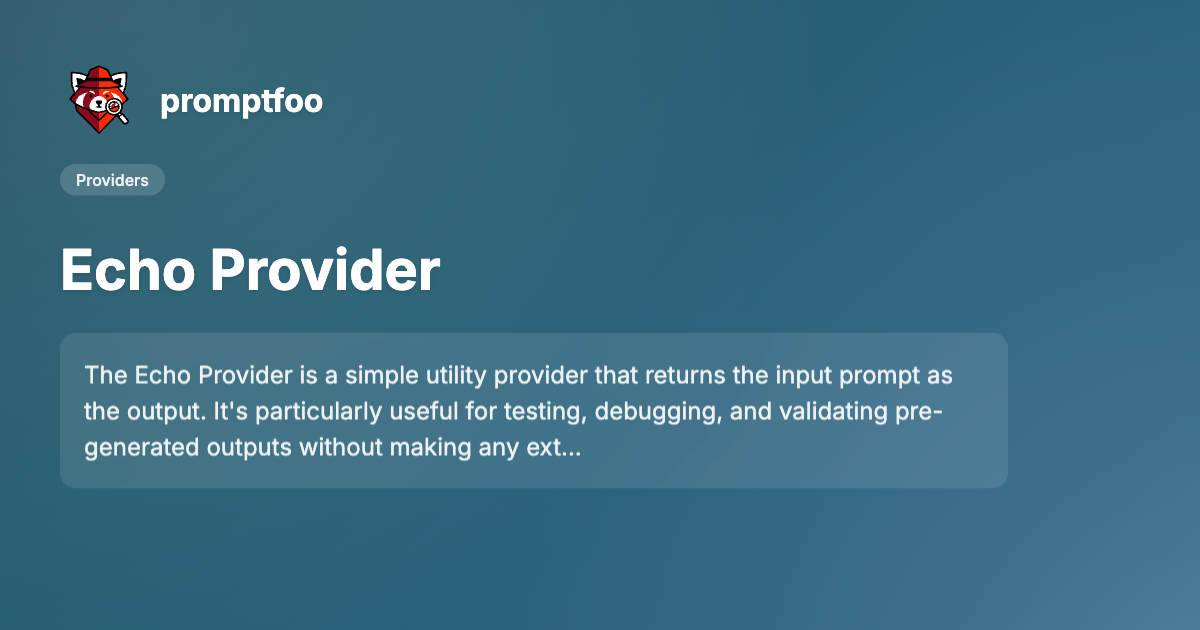 promptfoo
Providers
Echo Provider
The Echo Provider is a simple utility provider that returns the input prompt as
the output. It's particularly useful for testing, debugging, and validating pre-
generated outputs without making any ext...